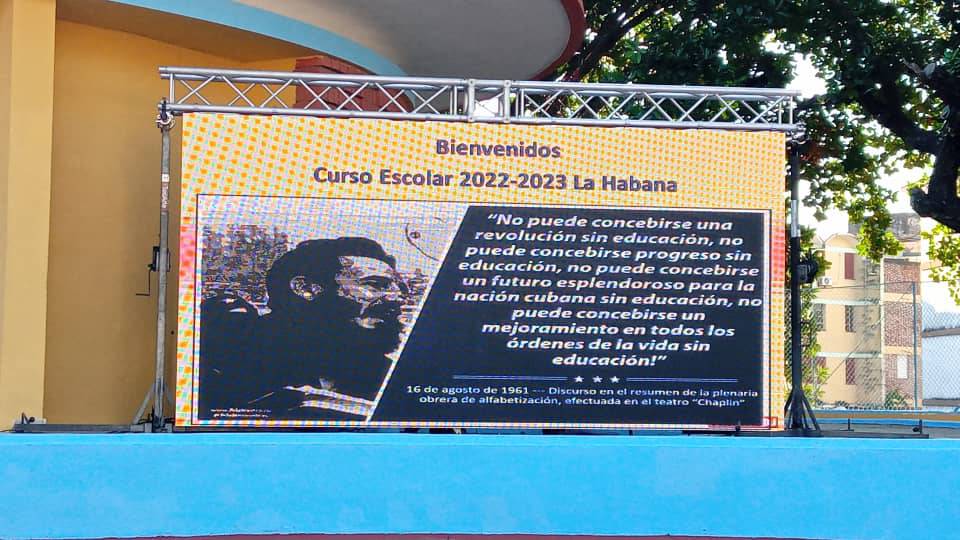 Bienvenidos
Curso Escolar 2022-2023 La Habana
“No puede concebirse una
revolución sin educación, no
puede concebirse progreso sin
educación, no puede concebirse
un futuro esplendoroso para la
nación cubana sin educación, no
puede concebirse un
mejoramiento en todos los
órdenes de la vida sin
educación!”
16 de agosto de 1961 --- Discurso en el resumen de la plenaria
obrera de alfabetización, efectuada en el teatro “Chaplin”